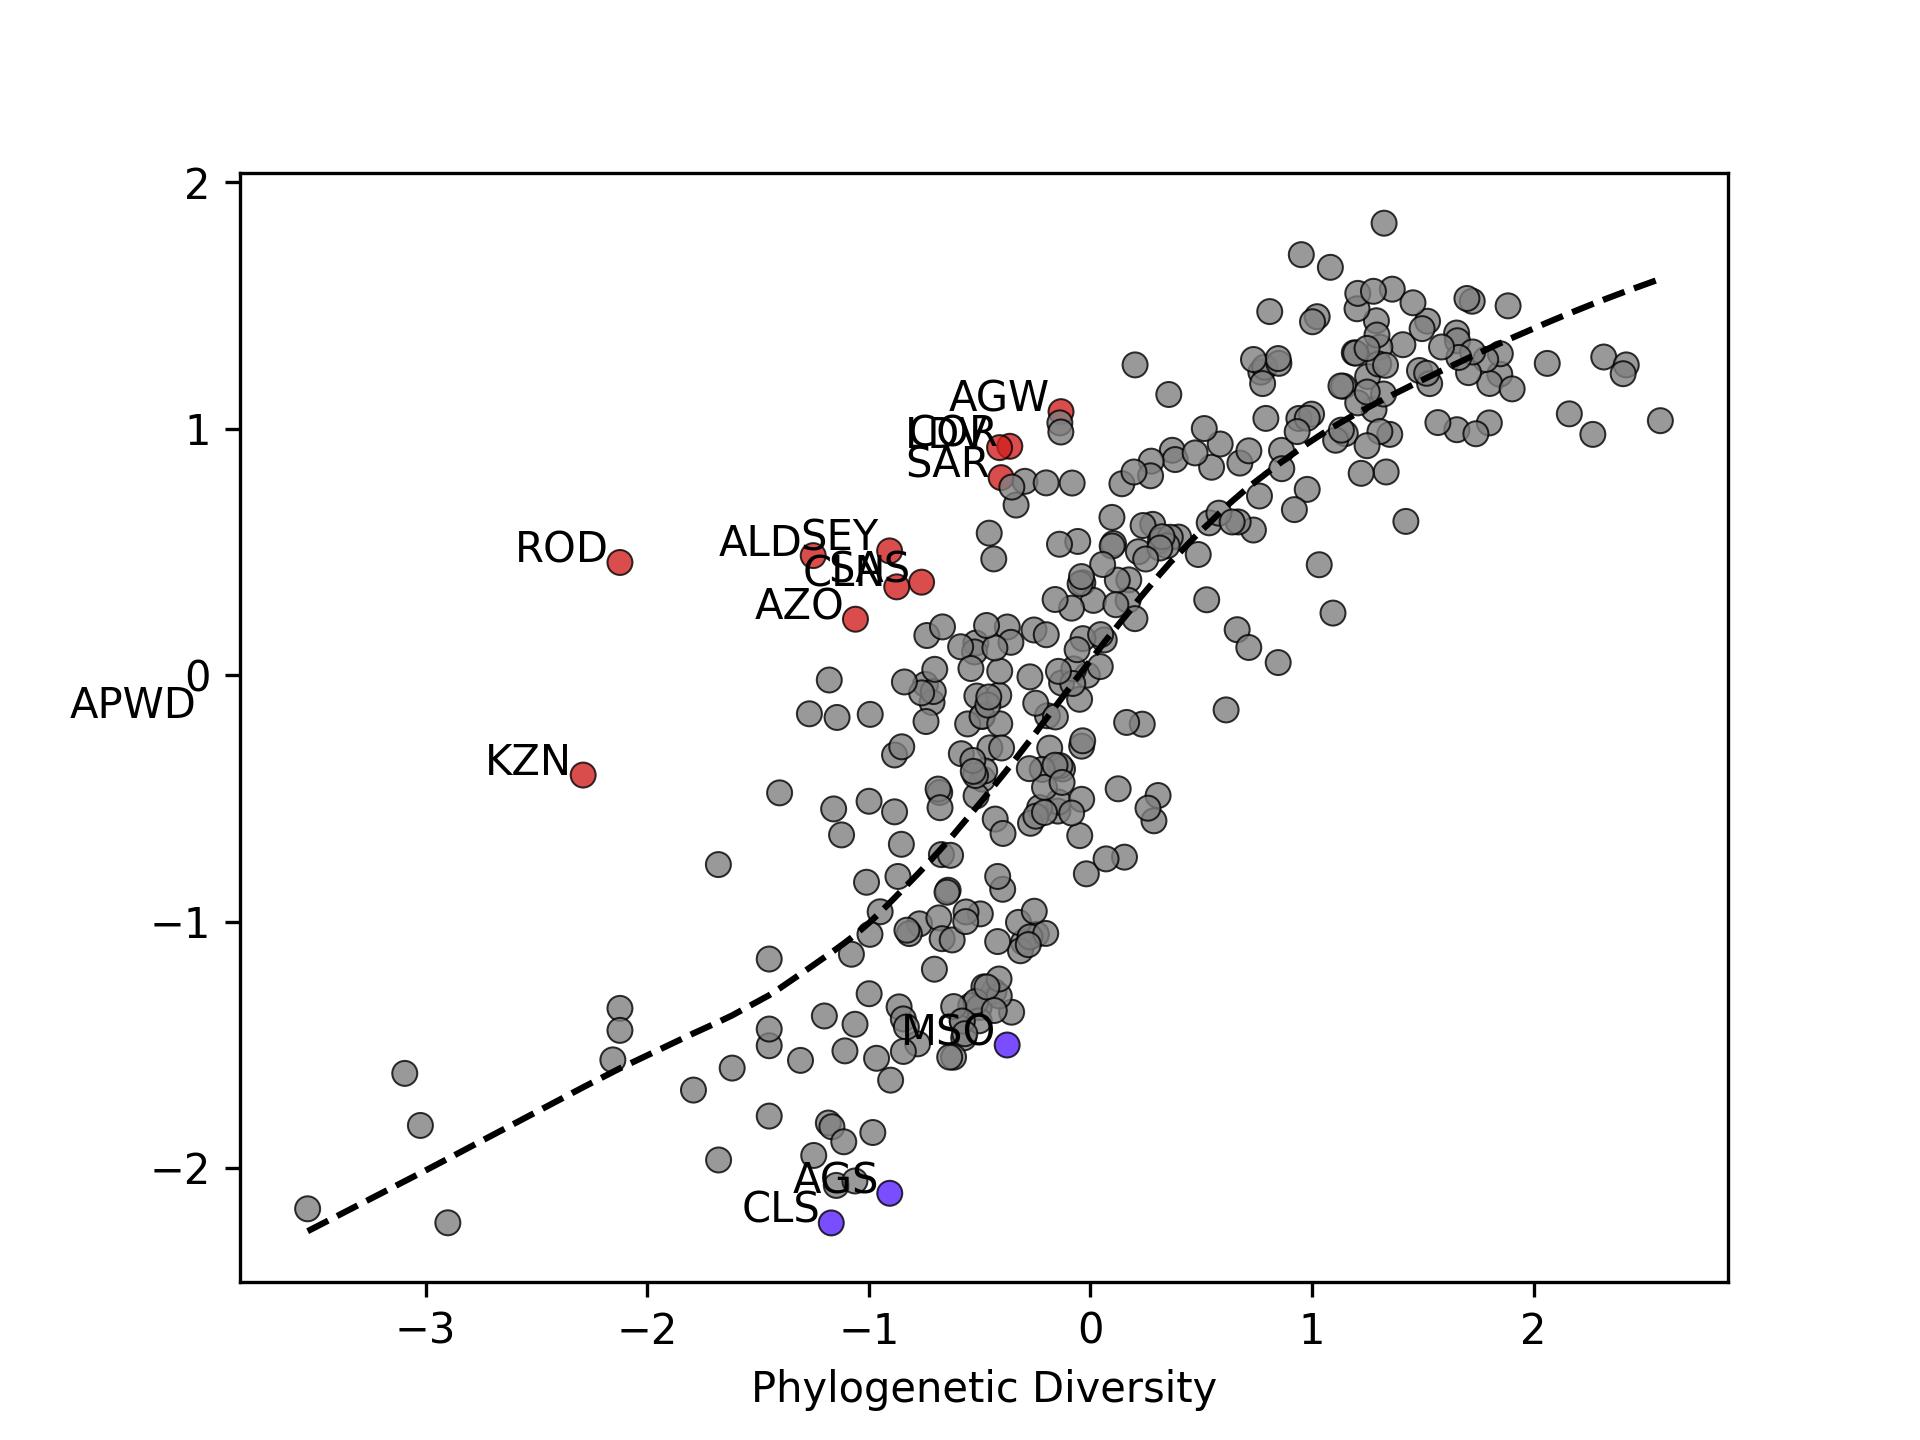 2
1
0
−1
−2
APWD
AGW
COR
SAR
ROD
ALD
SEY
AZO
KZN
MSO
AGS
CLS
−3
−2
−1
0
1
2
Phylogenetic Diversity